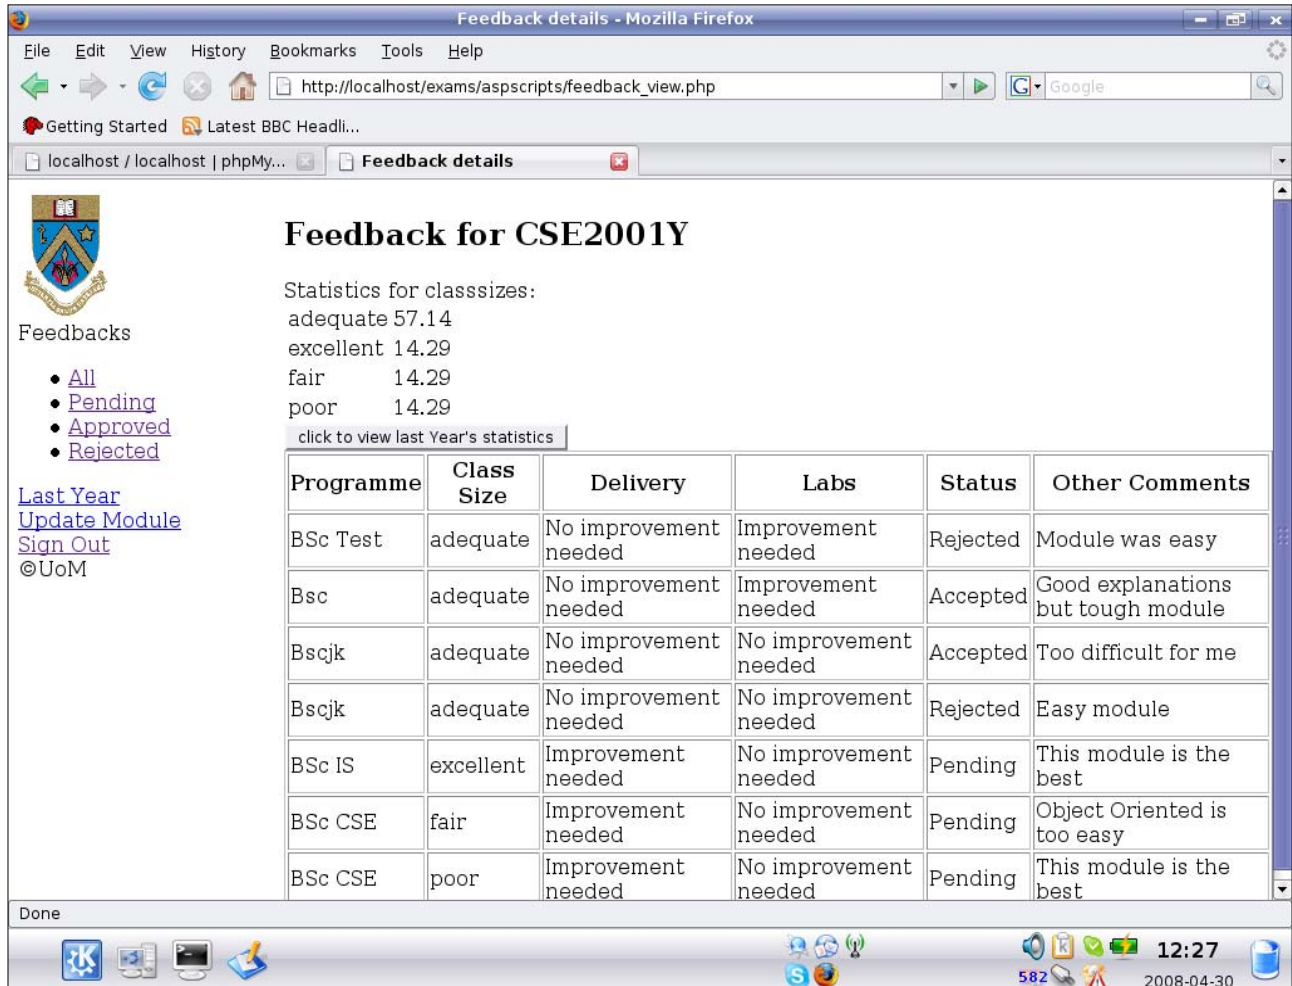 Feedback details - Mozilla Firefox
File Edit View History Bookmarks Tools Help
http://localhost/exams/aspscripts/feedback_view.php
G Google
Getting Started Latest BBC Headli...
localhost / localhost | phpMy... Feedback details
Feedbacks
All
Pending
Approved
Rejected
Last Year
Update Module
Sign Out
©UoM
Feedback for CSE2001Y
Statistics for classsizes:
adequate 57.14
excellent 14.29
fair 14.29
poor 14.29
click to view last Year's statistics
Programme Class Size Delivery Labs Status Other Comments
BSc Test adequate No improvement needed Improvement needed Rejected Module was easy
Bsc adequate No improvement needed Improvement needed Accepted Good explanations but tough module
Bscjk adequate No improvement needed No improvement needed Accepted Too difficult for me
Bscjk adequate No improvement needed No improvement needed Rejected Easy module
BSc IS excellent Improvement needed No improvement needed Pending This module is the best
BSc CSE fair Improvement needed No improvement needed Pending Object Oriented is too easy
BSc CSE poor Improvement needed No improvement needed Pending This module is the best
Done
12:27
582
2008-04-30